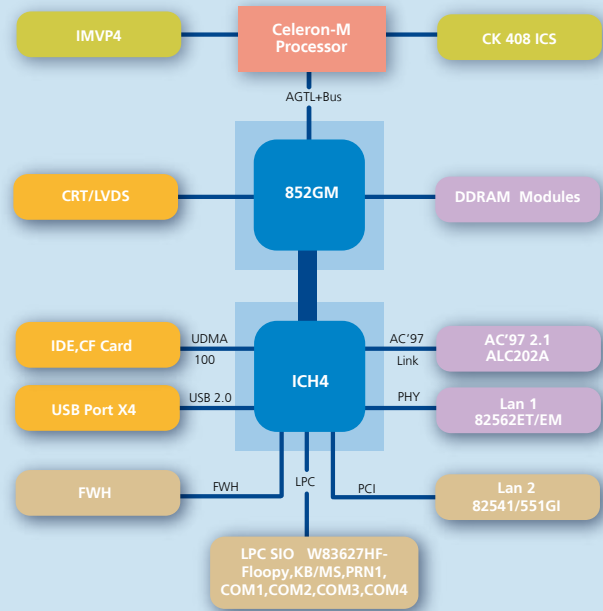 IMVP4
Celeron-M
Processor
CK 408 ICS
AGTL+Bus
CRT/LVDS
852GM
DDRAM Modules
IDE,CF Card
UDMA
100
ICH4
AC'97
Link
AC'97 2.1
ALC202A
USB Port X4
USB 2.0
PHY
Lan 1
82562ET/EM
FWH
FWH
LPC
PCI
Lan 2
82541/551GI
LPC SIO W83627HF-
Floopy,KB/MS,PRN1,
COM1,COM2,COM3,COM4